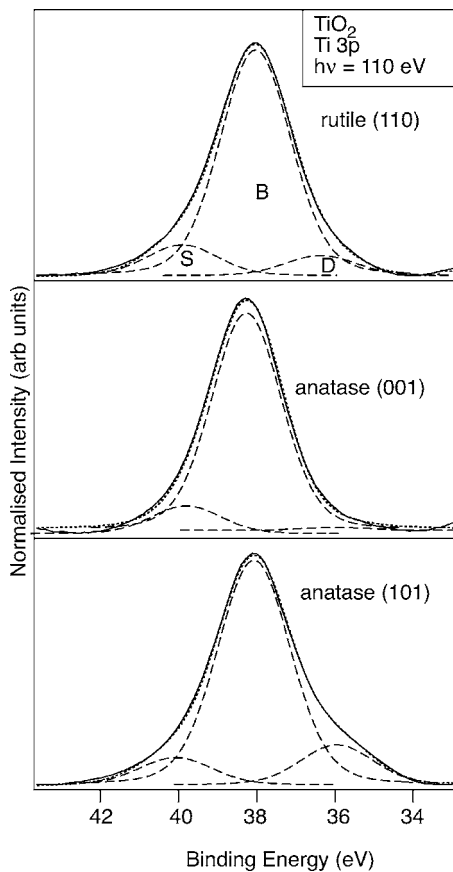 TiO2
Ti 3p
hν = 110 eV
rutile (110)
B
S
D
anatase (001)
anatase (101)
Normalised Intensity (arb units)
42 40 38 36 34
Binding Energy (eV)